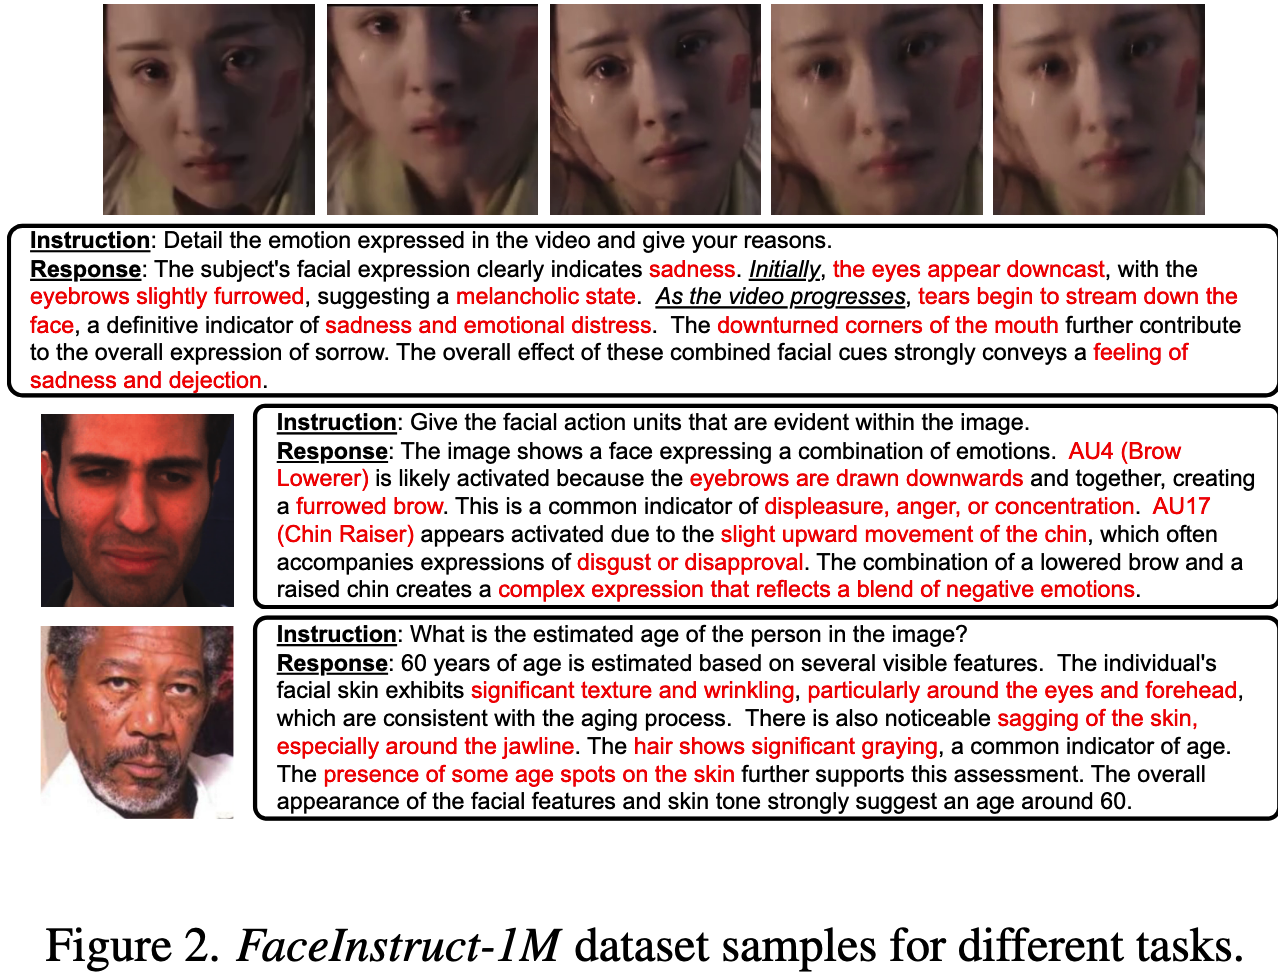 Instruction: Detail the emotion expressed in the video and give your reasons.
Response: The subject's facial expression clearly indicates sadness. Initially, the eyes appear downcast, with the
eyebrows slightly furrowed, suggesting a melancholic state. As the video progresses, tears begin to stream down the
face, a definitive indicator of sadness and emotional distress. The downturned corners of the mouth further contribute
to the overall expression of sorrow. The overall effect of these combined facial cues strongly conveys a feeling of
sadness and dejection.
Instruction: Give the facial action units that are evident within the image.
Response: The image shows a face expressing a combination of emotions. AU4 (Brow
Lowerer) is likely activated because the eyebrows are drawn downwards and together, creating
a furrowed brow. This is a common indicator of displeasure, anger, or concentration. AU17
(Chin Raiser) appears activated due to the slight upward movement of the chin, which often
accompanies expressions of disgust or disapproval. The combination of a lowered brow and a
raised chin creates a complex expression that reflects a blend of negative emotions.
Instruction: What is the estimated age of the person in the image?
Response: 60 years of age is estimated based on several visible features. The individual's
facial skin exhibits significant texture and wrinkling, particularly around the eyes and forehead,
which are consistent with the aging process. There is also noticeable sagging of the skin,
especially around the jawline. The hair shows significant graying, a common indicator of age.
The presence of some age spots on the skin further supports this assessment. The overall
appearance of the facial features and skin tone strongly suggest an age around 60.
Figure 2. FaceInstruct-1M dataset samples for different tasks.